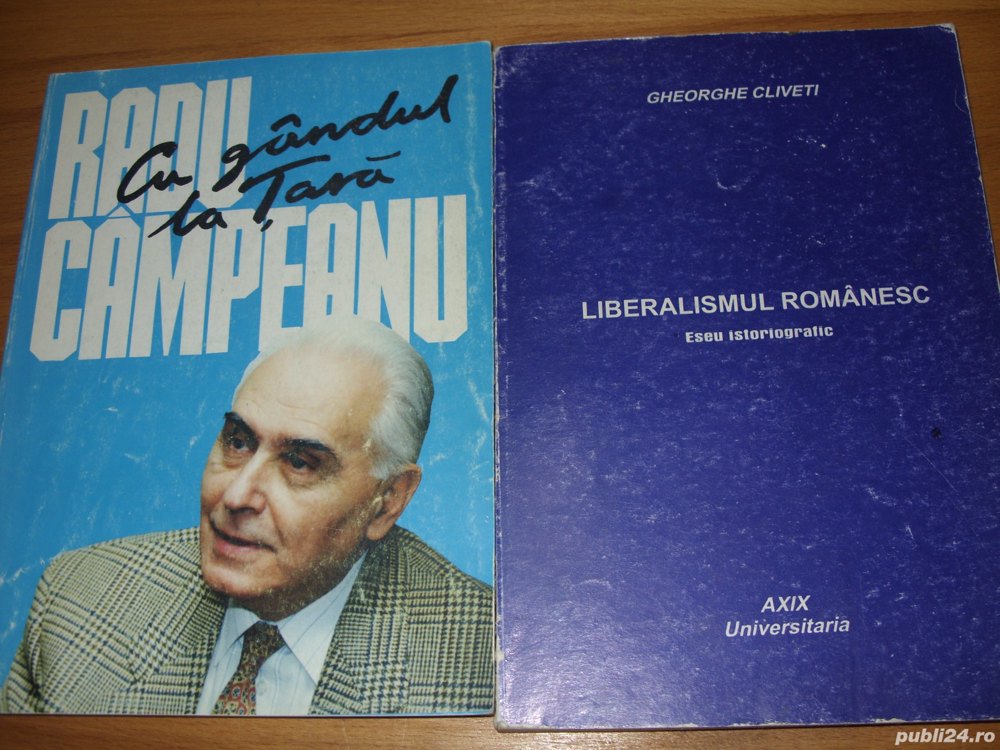 RADU
Cu gândul
la Țară
CÂMPEANU
GHEORGHE CLIVETI
LIBERALISMUL ROMÂNESC
Eseu istoriografic
AXIX
Universitaria
publi24.ro